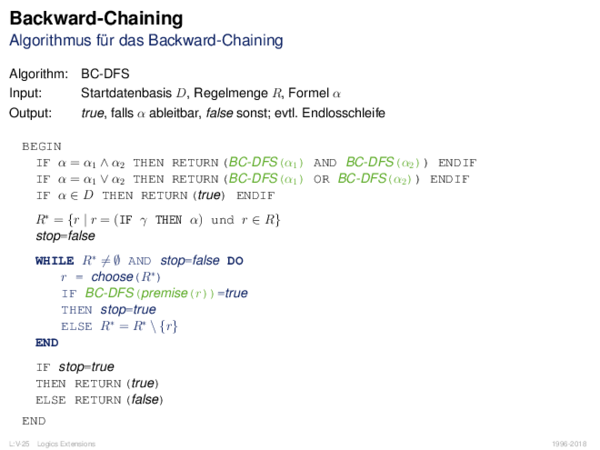 Backward-Chaining
Algorithmus für das Backward-Chaining
Algorithm: BC-DFS
Input: Startdatenbasis D, Regelmenge R, Formel α
Output: true, falls α ableitbar, false sonst; evtl. Endlosschleife
BEGIN
IF α = α₁ ∧ α₂ THEN RETURN (BC-DFS(α₁) AND BC-DFS(α₂)) ENDIF
IF α = α₁ ∨ α₂ THEN RETURN (BC-DFS(α₁) OR BC-DFS(α₂)) ENDIF
IF α ∈ D THEN RETURN (true) ENDIF
R* = {r | r = (IF γ THEN α) und r ∈ R}
stop=false
WHILE R* ≠ ∅ AND stop=false DO
r = choose(R*)
IF BC-DFS(premise(r))=true
THEN stop=true
ELSE R* = R* \ {r}
END
IF stop=true
THEN RETURN (true)
ELSE RETURN (false)
END
L:V-25 Logics Extensions 1996-2018